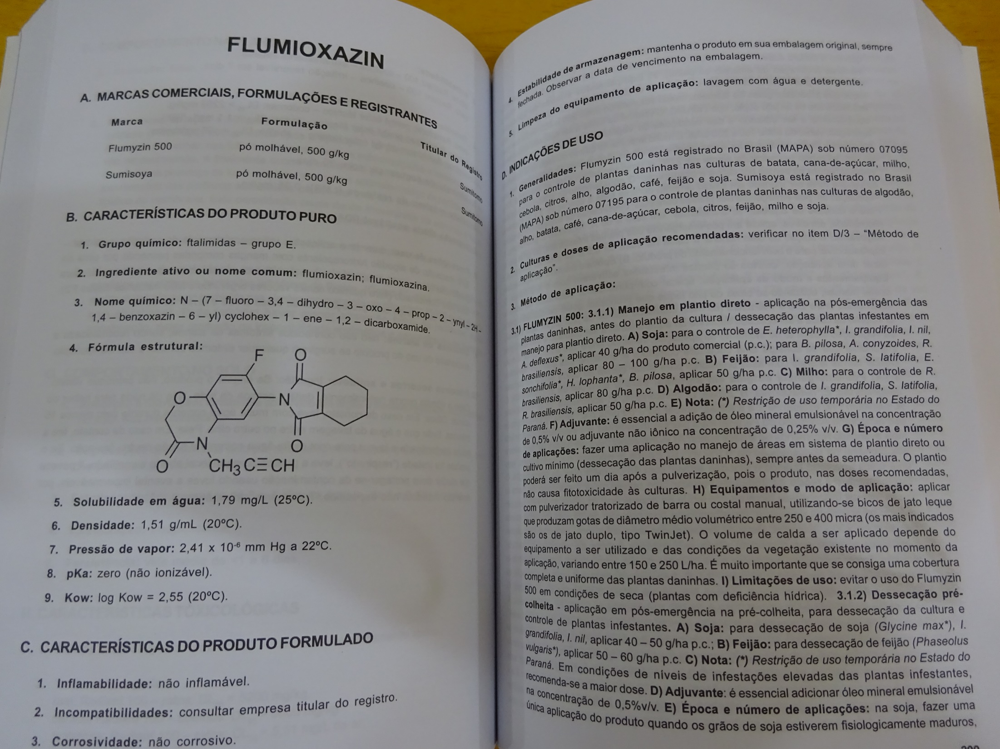 FLUMIOXAZIN
A. MARCAS COMERCIAIS, FORMULAÇÕES E REGISTRANTES
Marca Formulação Titular do Registro
Flumyzin 500 pó molhável, 500 g/kg Sumitomo
Sumisoya pó molhável, 500 g/kg Sumitomo
B. CARACTERÍSTICAS DO PRODUTO PURO
1. Grupo químico: ftalimidas – grupo E.
2. Ingrediente ativo ou nome comum: flumioxazin; flumioxazina.
3. Nome químico: N – (7 – fluoro – 3,4 – dihydro – 3 – oxo – 4 – prop – 2 – ynyl – 2H –
1,4 – benzoxazin – 6 – yl) cyclohex – 1 – ene – 1,2 – dicarboxamide.
4. Fórmula estrutural:
F O
O N
N O
O CH3C≡CH
5. Solubilidade em água: 1,79 mg/L (25ºC).
6. Densidade: 1,51 g/mL (20ºC).
7. Pressão de vapor: 2,41 x 10-6 mm Hg a 22ºC.
8. pKa: zero (não ionizável).
9. Kow: log Kow = 2,55 (20ºC).
C. CARACTERÍSTICAS DO PRODUTO FORMULADO
1. Inflamabilidade: não inflamável.
2. Incompatibilidades: consultar empresa titular do registro.
3. Corrosividade: não corrosivo.
4. Estabilidade de armazenagem: mantenha o produto em sua embalagem original, sempre
fechada. Observar a data de vencimento na embalagem.
5. Limpeza do equipamento de aplicação: lavagem com água e detergente.
D. INDICAÇÕES DE USO
1. Generalidades: Flumyzin 500 está registrado no Brasil (MAPA) sob número 07095
para o controle de plantas daninhas nas culturas de batata, cana-de-açúcar, milho,
cebola, citros, alho, algodão, café, feijão e soja. Sumisoya está registrado no Brasil
(MAPA) sob número 07195 para o controle de plantas daninhas nas culturas de algodão,
alho, batata, café, cana-de-açúcar, cebola, citros, feijão, milho e soja.
2. Culturas e doses de aplicação recomendadas: verificar no item D/3 – “Método de
aplicação”.
3. Método de aplicação:
3.1) FLUMYZIN 500: 3.1.1) Manejo em plantio direto - aplicação na pós-emergência das
plantas daninhas, antes do plantio da cultura / dessecação das plantas infestantes em
manejo para plantio direto. A) Soja: para o controle de E. heterophylla*, I. grandifolia, I. nil,
A. deflexus*, aplicar 40 g/ha do produto comercial (p.c.); para B. pilosa, A. conyzoides, R.
brasiliensis, aplicar 80 – 100 g/ha p.c. B) Feijão: para I. grandifolia, S. latifolia, E.
sonchifolia*, H. lophanta*, B. pilosa, aplicar 50 g/ha p.c. C) Milho: para o controle de R.
brasiliensis, aplicar 80 g/ha p.c. D) Algodão: para o controle de I. grandifolia, S. latifolia,
R. brasiliensis, aplicar 50 g/ha p.c. E) Nota: (*) Restrição de uso temporária no Estado do
Paraná. F) Adjuvante: é essencial a adição de óleo mineral emulsionável na concentração
de 0,5% v/v ou adjuvante não iônico na concentração de 0,25% v/v. G) Época e número
de aplicações: fazer uma aplicação no manejo de áreas em sistema de plantio direto ou
cultivo mínimo (dessecação das plantas daninhas), sempre antes da semeadura. O plantio
poderá ser feito um dia após a pulverização, pois o produto, nas doses recomendadas,
não causa fitotoxicidade às culturas. H) Equipamentos e modo de aplicação: aplicar
com pulverizador tratorizado de barra ou costal manual, utilizando-se bicos de jato leque
que produzam gotas de diâmetro médio volumétrico entre 250 e 400 micra (os mais indicados
são os de jato duplo, tipo TwinJet). O volume de calda a ser aplicado depende do
equipamento a ser utilizado e das condições da vegetação existente no momento da
aplicação, variando entre 150 e 250 L/ha. É muito importante que se consiga uma cobertura
completa e uniforme das plantas daninhas. I) Limitações de uso: evitar o uso do Flumyzin
500 em condições de seca (plantas com deficiência hídrica). 3.1.2) Dessecação pré-
colheita - aplicação em pós-emergência na pré-colheita, para dessecação da cultura e
controle de plantas infestantes. A) Soja: para dessecação de soja (Glycine max*), I.
grandifolia, I. nil, aplicar 40 – 50 g/ha p.c.; B) Feijão: para dessecação de feijão (Phaseolus
vulgaris*), aplicar 50 – 60 g/ha p.c. C) Nota: (*) Restrição de uso temporária no Estado do
Paraná. Em condições de níveis de infestações elevadas das plantas infestantes,
recomenda-se a maior dose. D) Adjuvante: é essencial adicionar óleo mineral emulsionável
na concentração de 0,5%v/v. E) Época e número de aplicações: na soja, fazer uma
única aplicação do produto quando os grãos de soja estiverem fisiologicamente maduros,